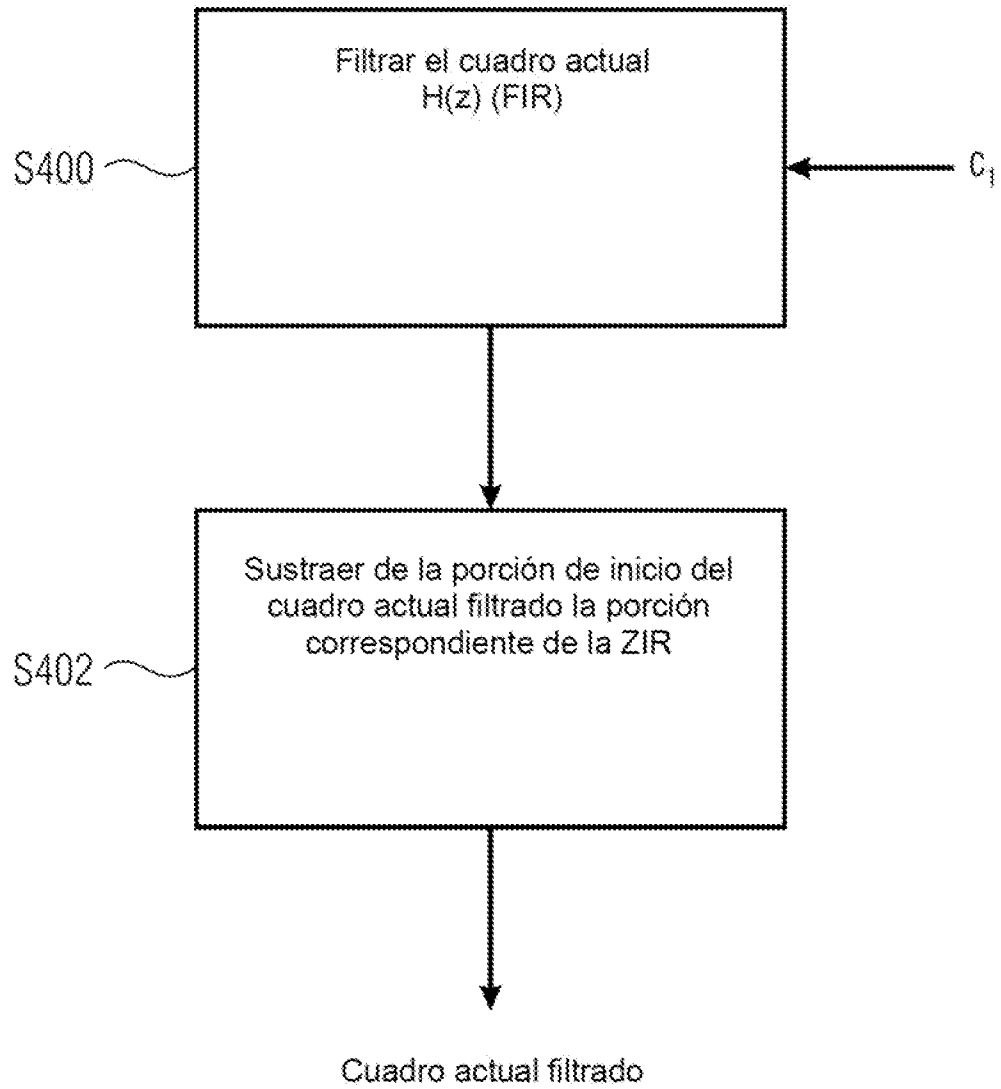 Filtrar el cuadro actual
H(z) (FIR)
S400
C₁
Sustraer de la porción de inicio del
cuadro actual filtrado la porción
correspondiente de la ZIR
S402
Cuadro actual filtrado